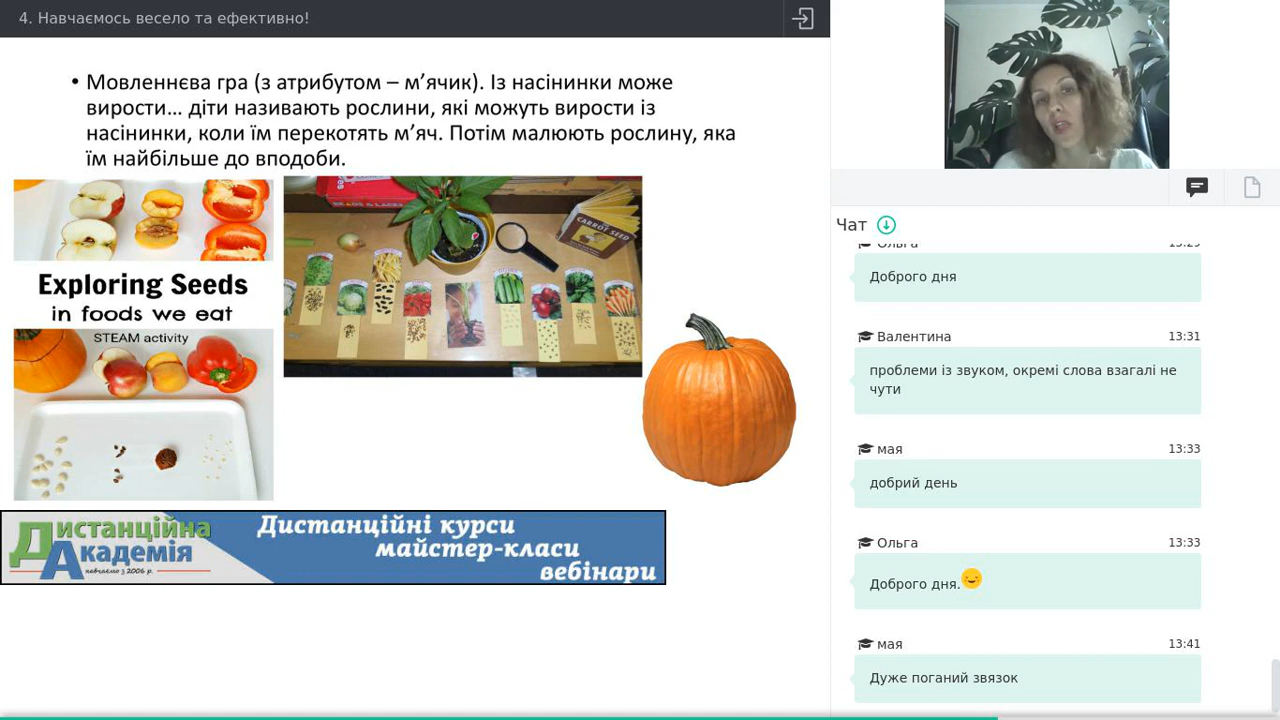 4. Навчаємось весело та ефективно!
• Мовленнєва гра (з атрибутом – м’ячик). Із насінинки може
вирости… діти називають рослини, які можуть вирости із
насінинки, коли їм перекотять м’яч. Потім малюють рослину, яка
їм найбільше до вподоби.
Exploring Seeds
in foods we eat
STEAM activity
CARROT SEED
Дистанційна
Академія
навчаємо з 2006 р.
Дистанційні курси
майстер-класи
вебінари
Чат
Ольга 13:29
Доброго дня
Валентина 13:31
проблеми із звуком, окремі слова взагалі не
чути
мая 13:33
добрий день
Ольга 13:33
Доброго дня.
мая 13:41
Дуже поганий звязок